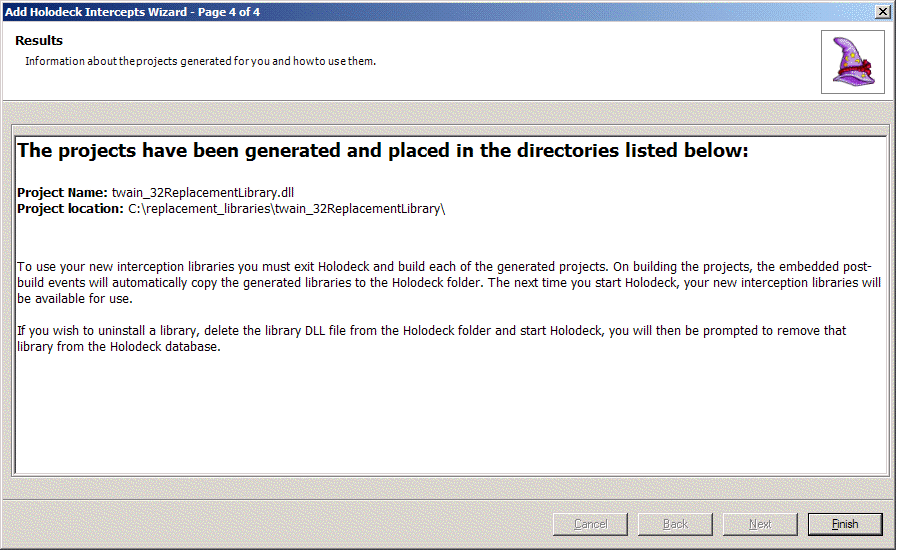 Add Holodeck Intercepts Wizard - Page 4 of 4
Results
Information about the projects generated for you and how to use them.
The projects have been generated and placed in the directories listed below:
Project Name: twain_32ReplacementLibrary.dll
Project location: C:\replacement_libraries\twain_32ReplacementLibrary\
To use your new interception libraries you must exit Holodeck and build each of the generated projects. On building the projects, the embedded post-
build events will automatically copy the generated libraries to the Holodeck folder. The next time you start Holodeck, your new interception libraries will
be available for use.
If you wish to uninstall a library, delete the library DLL file from the Holodeck folder and start Holodeck, you will then be prompted to remove that
library from the Holodeck database.
Cancel Back Next Finish